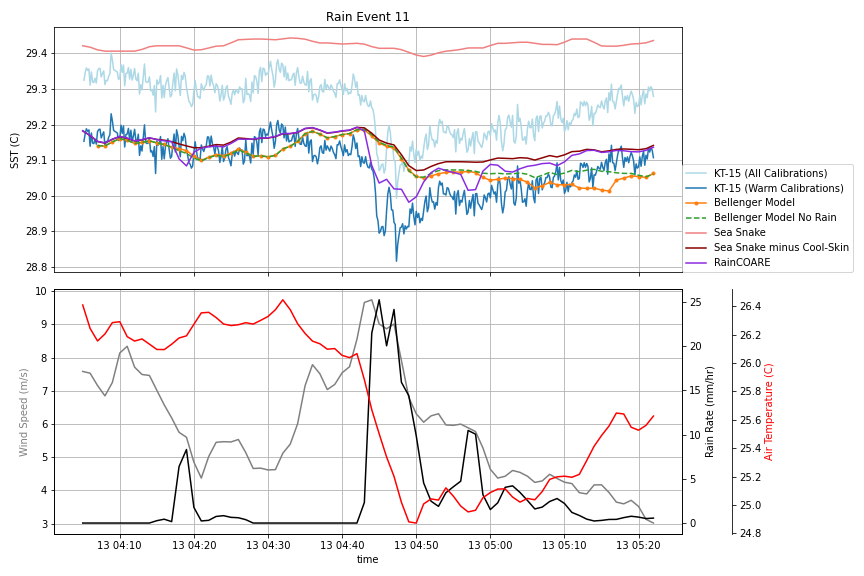 Rain Event 11
29.4
29.3
29.2
29.1
29.0
28.9
28.8
SST (C)
KT-15 (All Calibrations)
KT-15 (Warm Calibrations)
Bellenger Model
Bellenger Model No Rain
Sea Snake
Sea Snake minus Cool-Skin
RainCOARE
10
9
8
7
6
5
4
3
Wind Speed (m/s)
25
20
15
10
5
0
Rain Rate (mm/hr)
26.4
26.2
26.0
25.8
25.6
25.4
25.2
25.0
24.8
Air Temperature (C)
13 04:10 13 04:20 13 04:30 13 04:40 13 04:50 13 05:00 13 05:10 13 05:20
time